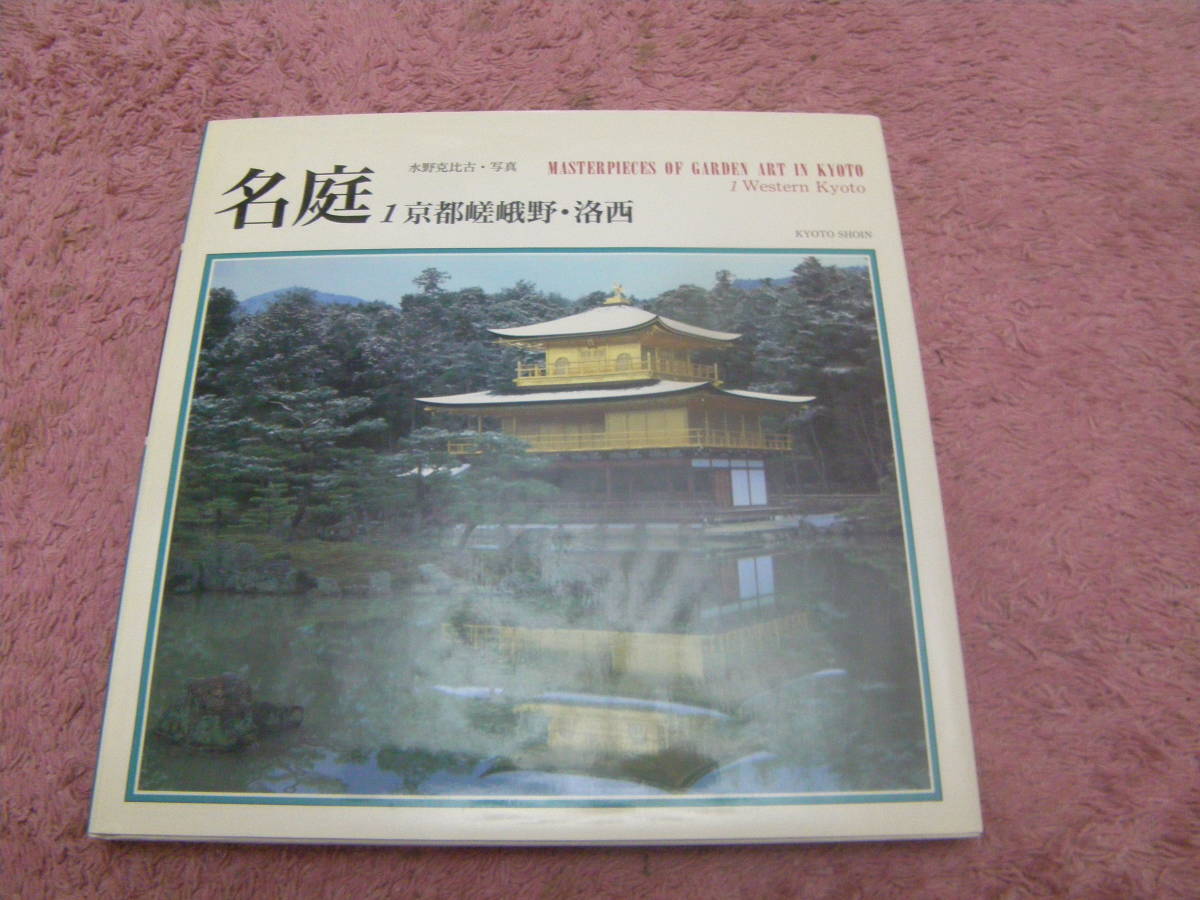 名庭
水野克比古・写真
1 京都嵯峨野・洛西
MASTERPIECES OF GARDEN ART IN KYOTO
1 Western Kyoto
KYOTO SHOIN